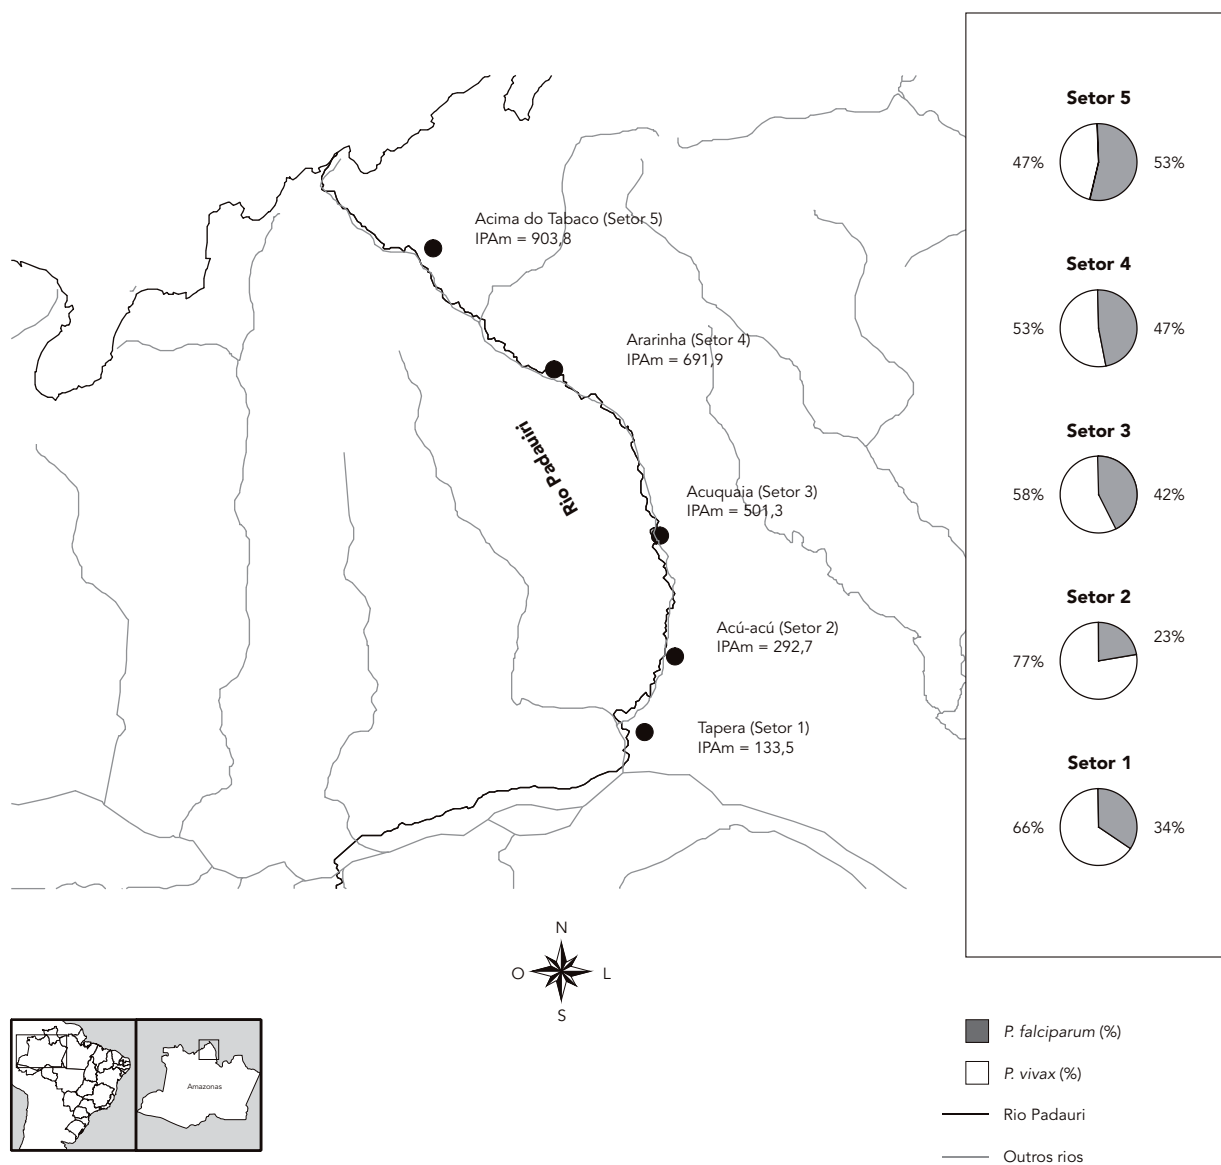 Acima do Tabaco (Setor 5)
IPAm = 903,8
Ararinha (Setor 4)
IPAm = 691,9
Rio Padauiri
Acuquaia (Setor 3)
IPAm = 501,3
Acú-acú (Setor 2)
IPAm = 292,7
Tapera (Setor 1)
IPAm = 133,5
Setor 5
47% 53%
Setor 4
53% 47%
Setor 3
58% 42%
Setor 2
77% 23%
Setor 1
66% 34%
N
O L
S
Amazonas
P. falciparum (%)
P. vivax (%)
Rio Padauri
Outros rios